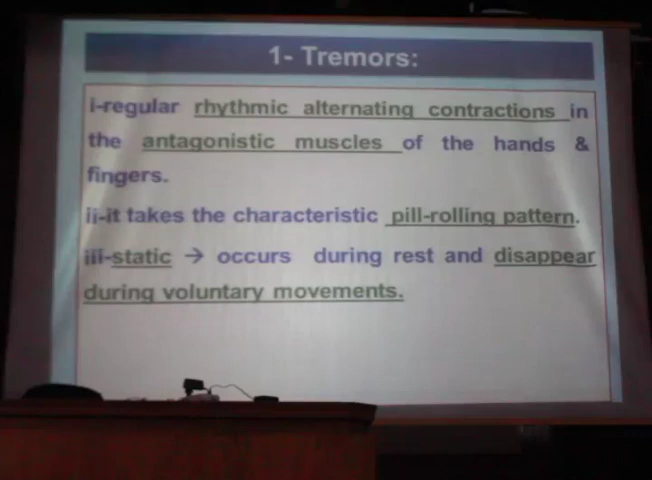 1- Tremors:
i-regular rhythmic alternating contractions in
the antagonistic muscles of the hands &
fingers.
ii-it takes the characteristic pill-rolling pattern.
iii-static → occurs during rest and disappear
during voluntary movements.